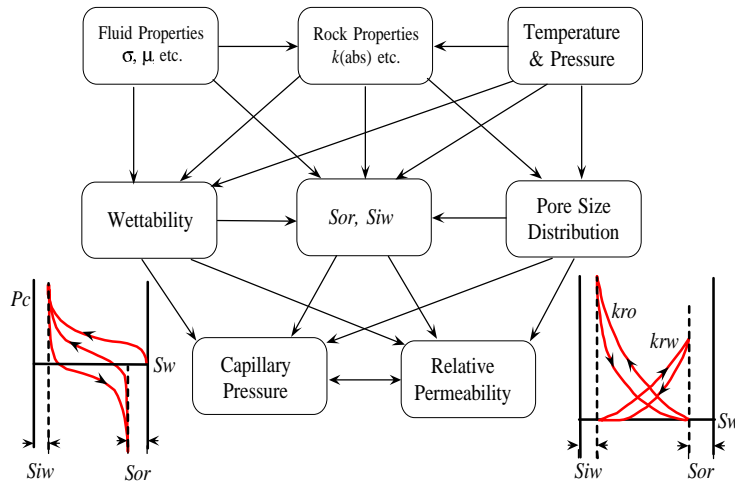 Fluid Properties
σ, μ, etc.
Rock Properties
k(abs) etc.
Temperature
& Pressure
Wettability
Sor, Siw
Pore Size
Distribution
Pc
Sw
Siw
Sor
Capillary
Pressure
Relative
Permeability
kro
krw
Sw
Siw
Sor